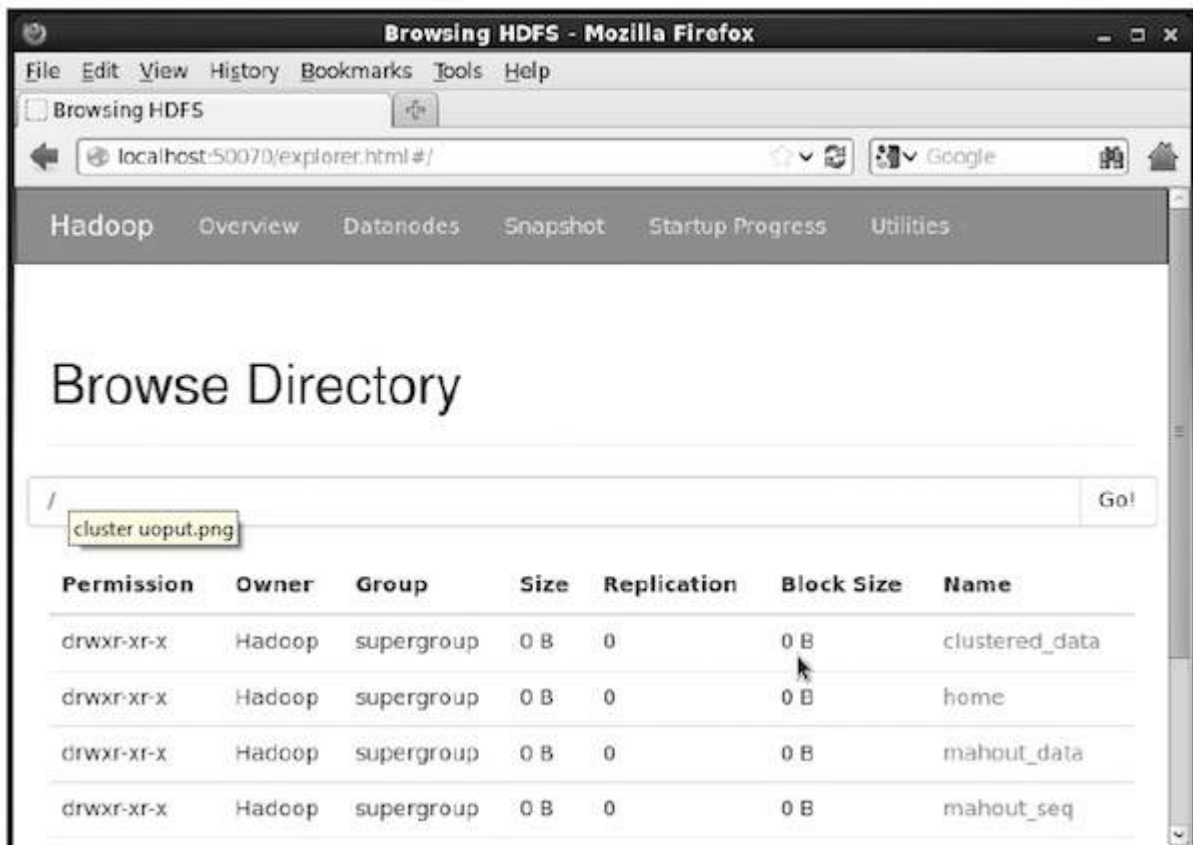 Browsing HDFS - Mozilla Firefox
File Edit View History Bookmarks Tools Help
Browsing HDFS
localhost:50070/explorer.html#/ Google
Hadoop Overview Datanodes Snapshot Startup Progress Utilities
Browse Directory
/ Go!
cluster uoput.png
Permission Owner Group Size Replication Block Size Name
drwxr-xr-x Hadoop supergroup 0 B 0 0 B clustered_data
drwxr-xr-x Hadoop supergroup 0 B 0 0 B home
drwxr-xr-x Hadoop supergroup 0 B 0 0 B mahout_data
drwxr-xr-x Hadoop supergroup 0 B 0 0 B mahout_seq